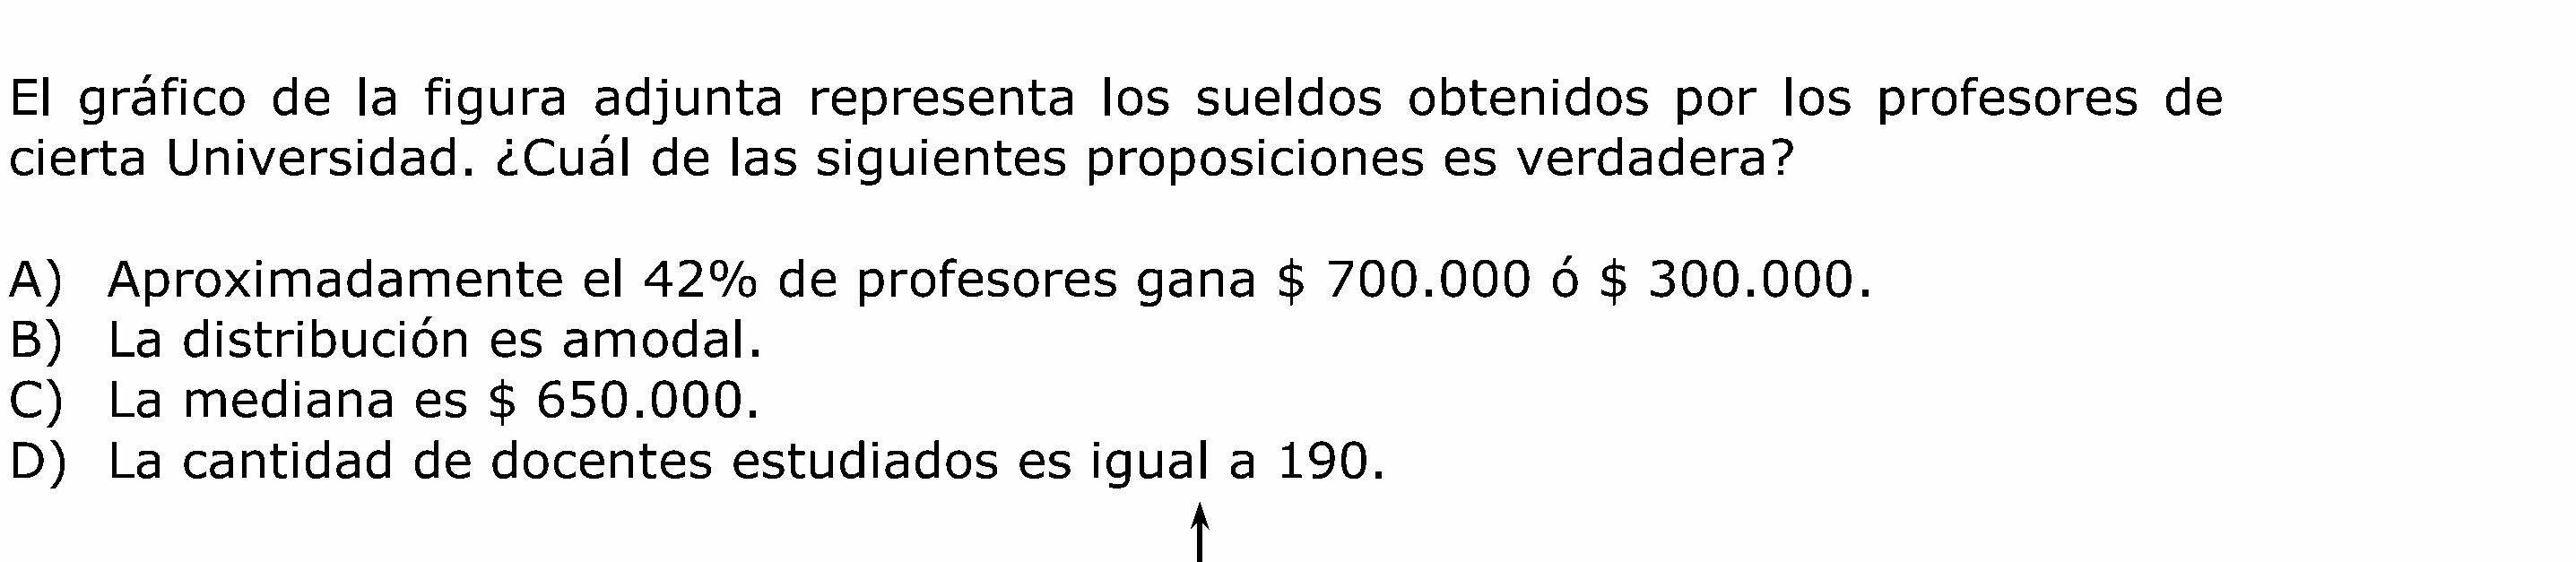 El gráfico de la figura adjunta representa los sueldos obtenidos por los profesores de
cierta Universidad. ¿Cuál de las siguientes proposiciones es verdadera?
A) Aproximadamente el 42% de profesores gana $ 700.000 ó $ 300.000.
B) La distribución es amodal.
C) La mediana es $ 650.000.
D) La cantidad de docentes estudiados es igual a 190.